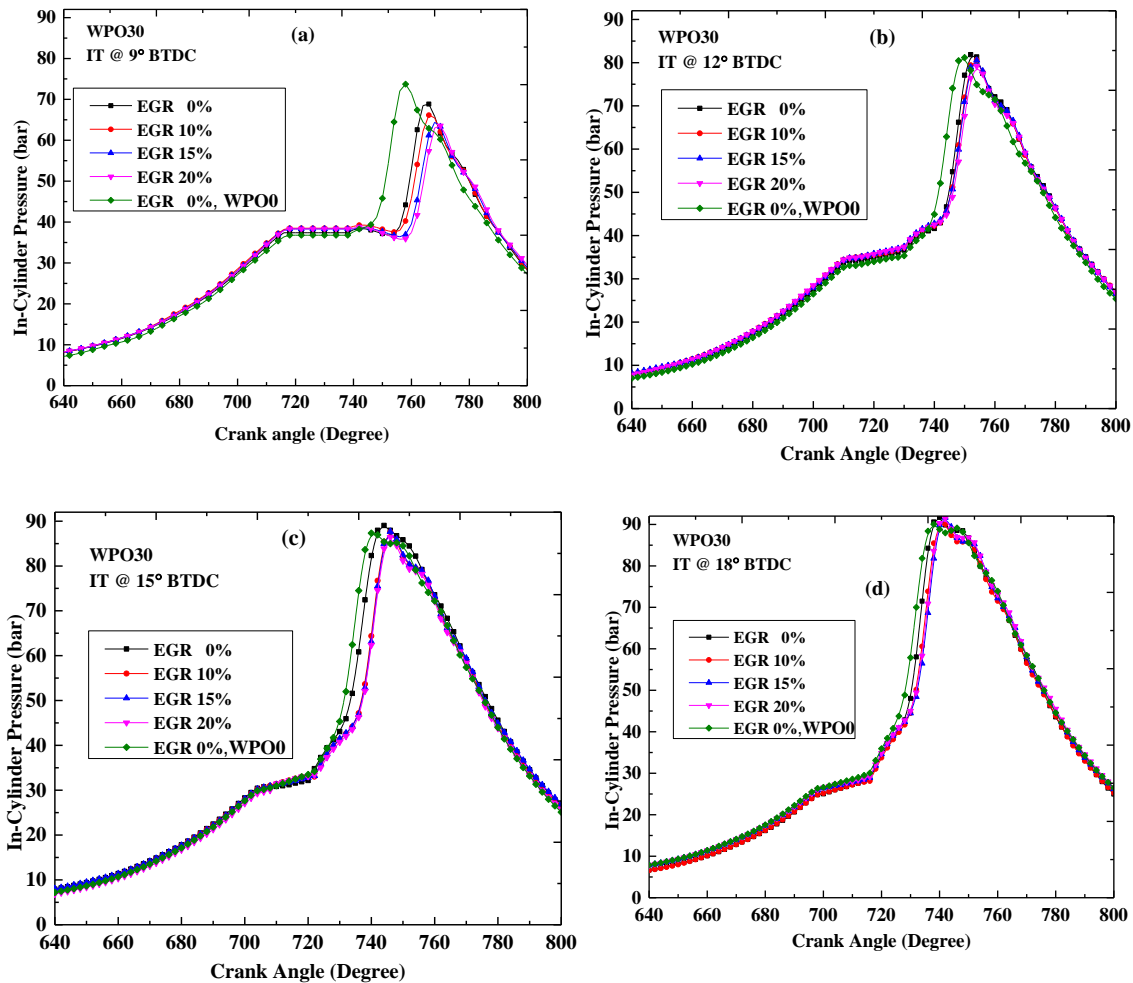 WPO30
IT @ 9° BTDC
(a)
EGR 0%
EGR 10%
EGR 15%
EGR 20%
EGR 0%, WPO0
In-Cylinder Pressure (bar)
90
80
70
60
50
40
30
20
10
0
640 660 680 700 720 740 760 780 800
Crank angle (Degree)
WPO30
IT @ 12° BTDC
(b)
EGR 0%
EGR 10%
EGR 15%
EGR 20%
EGR 0%,WPO0
In-Cylinder Pressure (bar)
90
80
70
60
50
40
30
20
10
0
640 660 680 700 720 740 760 780 800
Crank Angle (Degree)
WPO30
IT @ 15° BTDC
(c)
EGR 0%
EGR 10%
EGR 15%
EGR 20%
EGR 0%,WPO0
In-Cylinder Pressure (bar)
90
80
70
60
50
40
30
20
10
0
640 660 680 700 720 740 760 780 800
Crank Angle (Degree)
WPO30
IT @ 18° BTDC
(d)
EGR 0%
EGR 10%
EGR 15%
EGR 20%
EGR 0%,WPO0
In-Cylinder Pressure (bar)
90
80
70
60
50
40
30
20
10
0
640 660 680 700 720 740 760 780 800
Crank Angle (Degree)